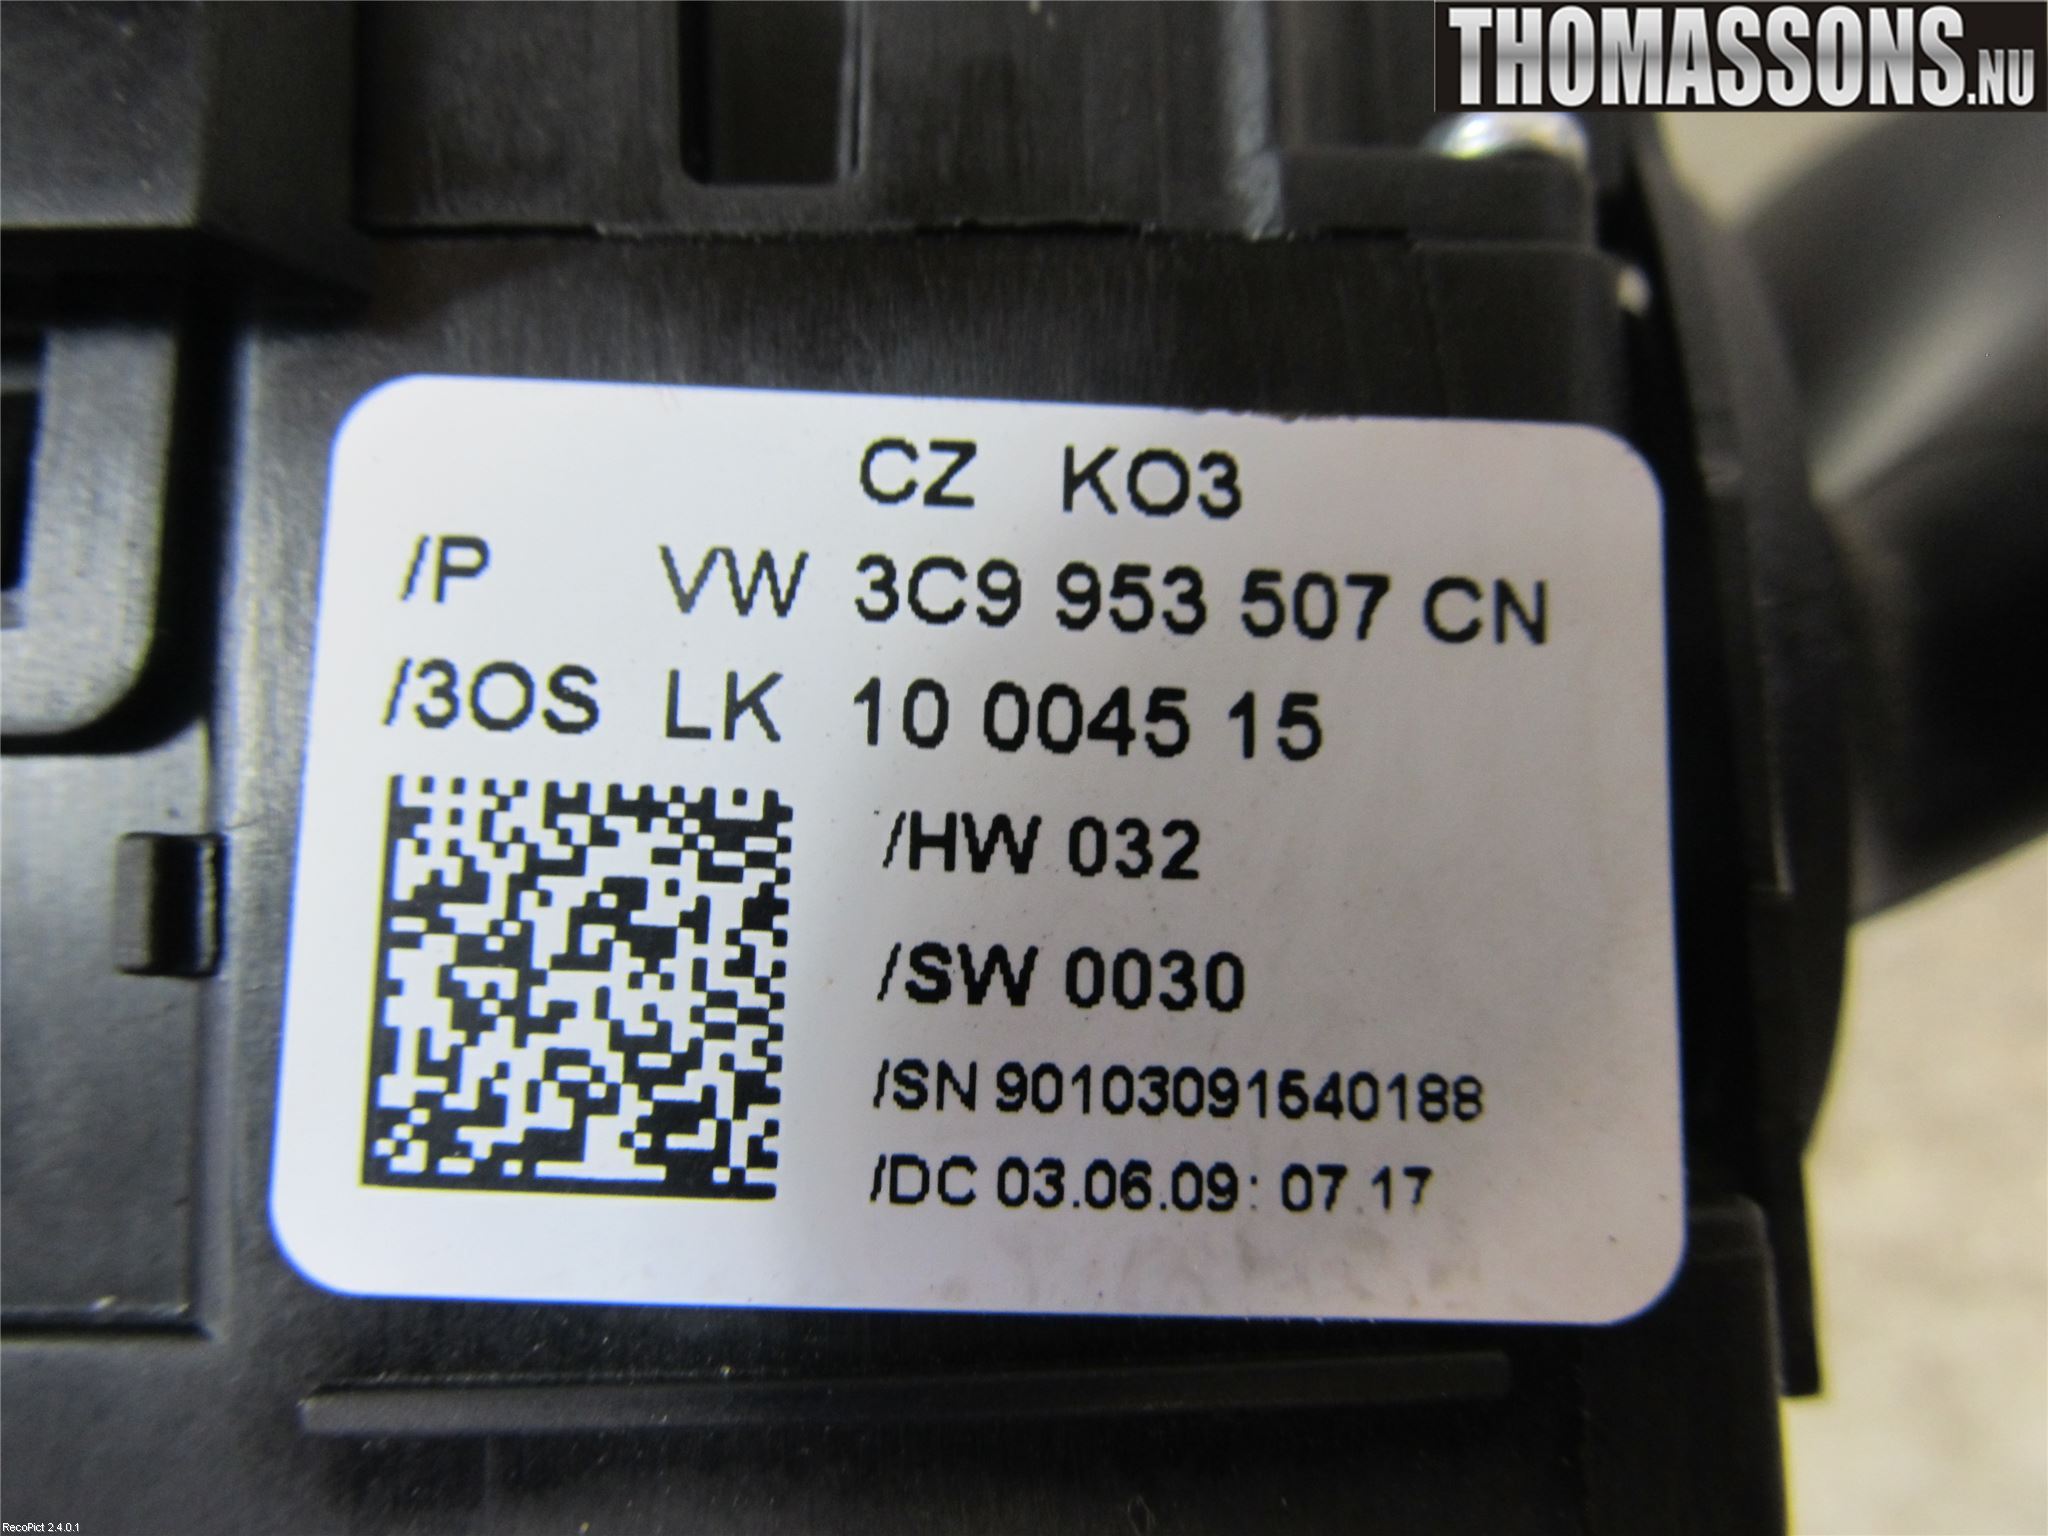 THOMASSONS.NU
CZ KO3
/P VW 3C9 953 507 CN
/3OS LK 10 0045 15
/HW 032
/SW 0030
/SN 90103091540188
/DC 03.06.09: 07.17
RecoPict 2.4.0.1